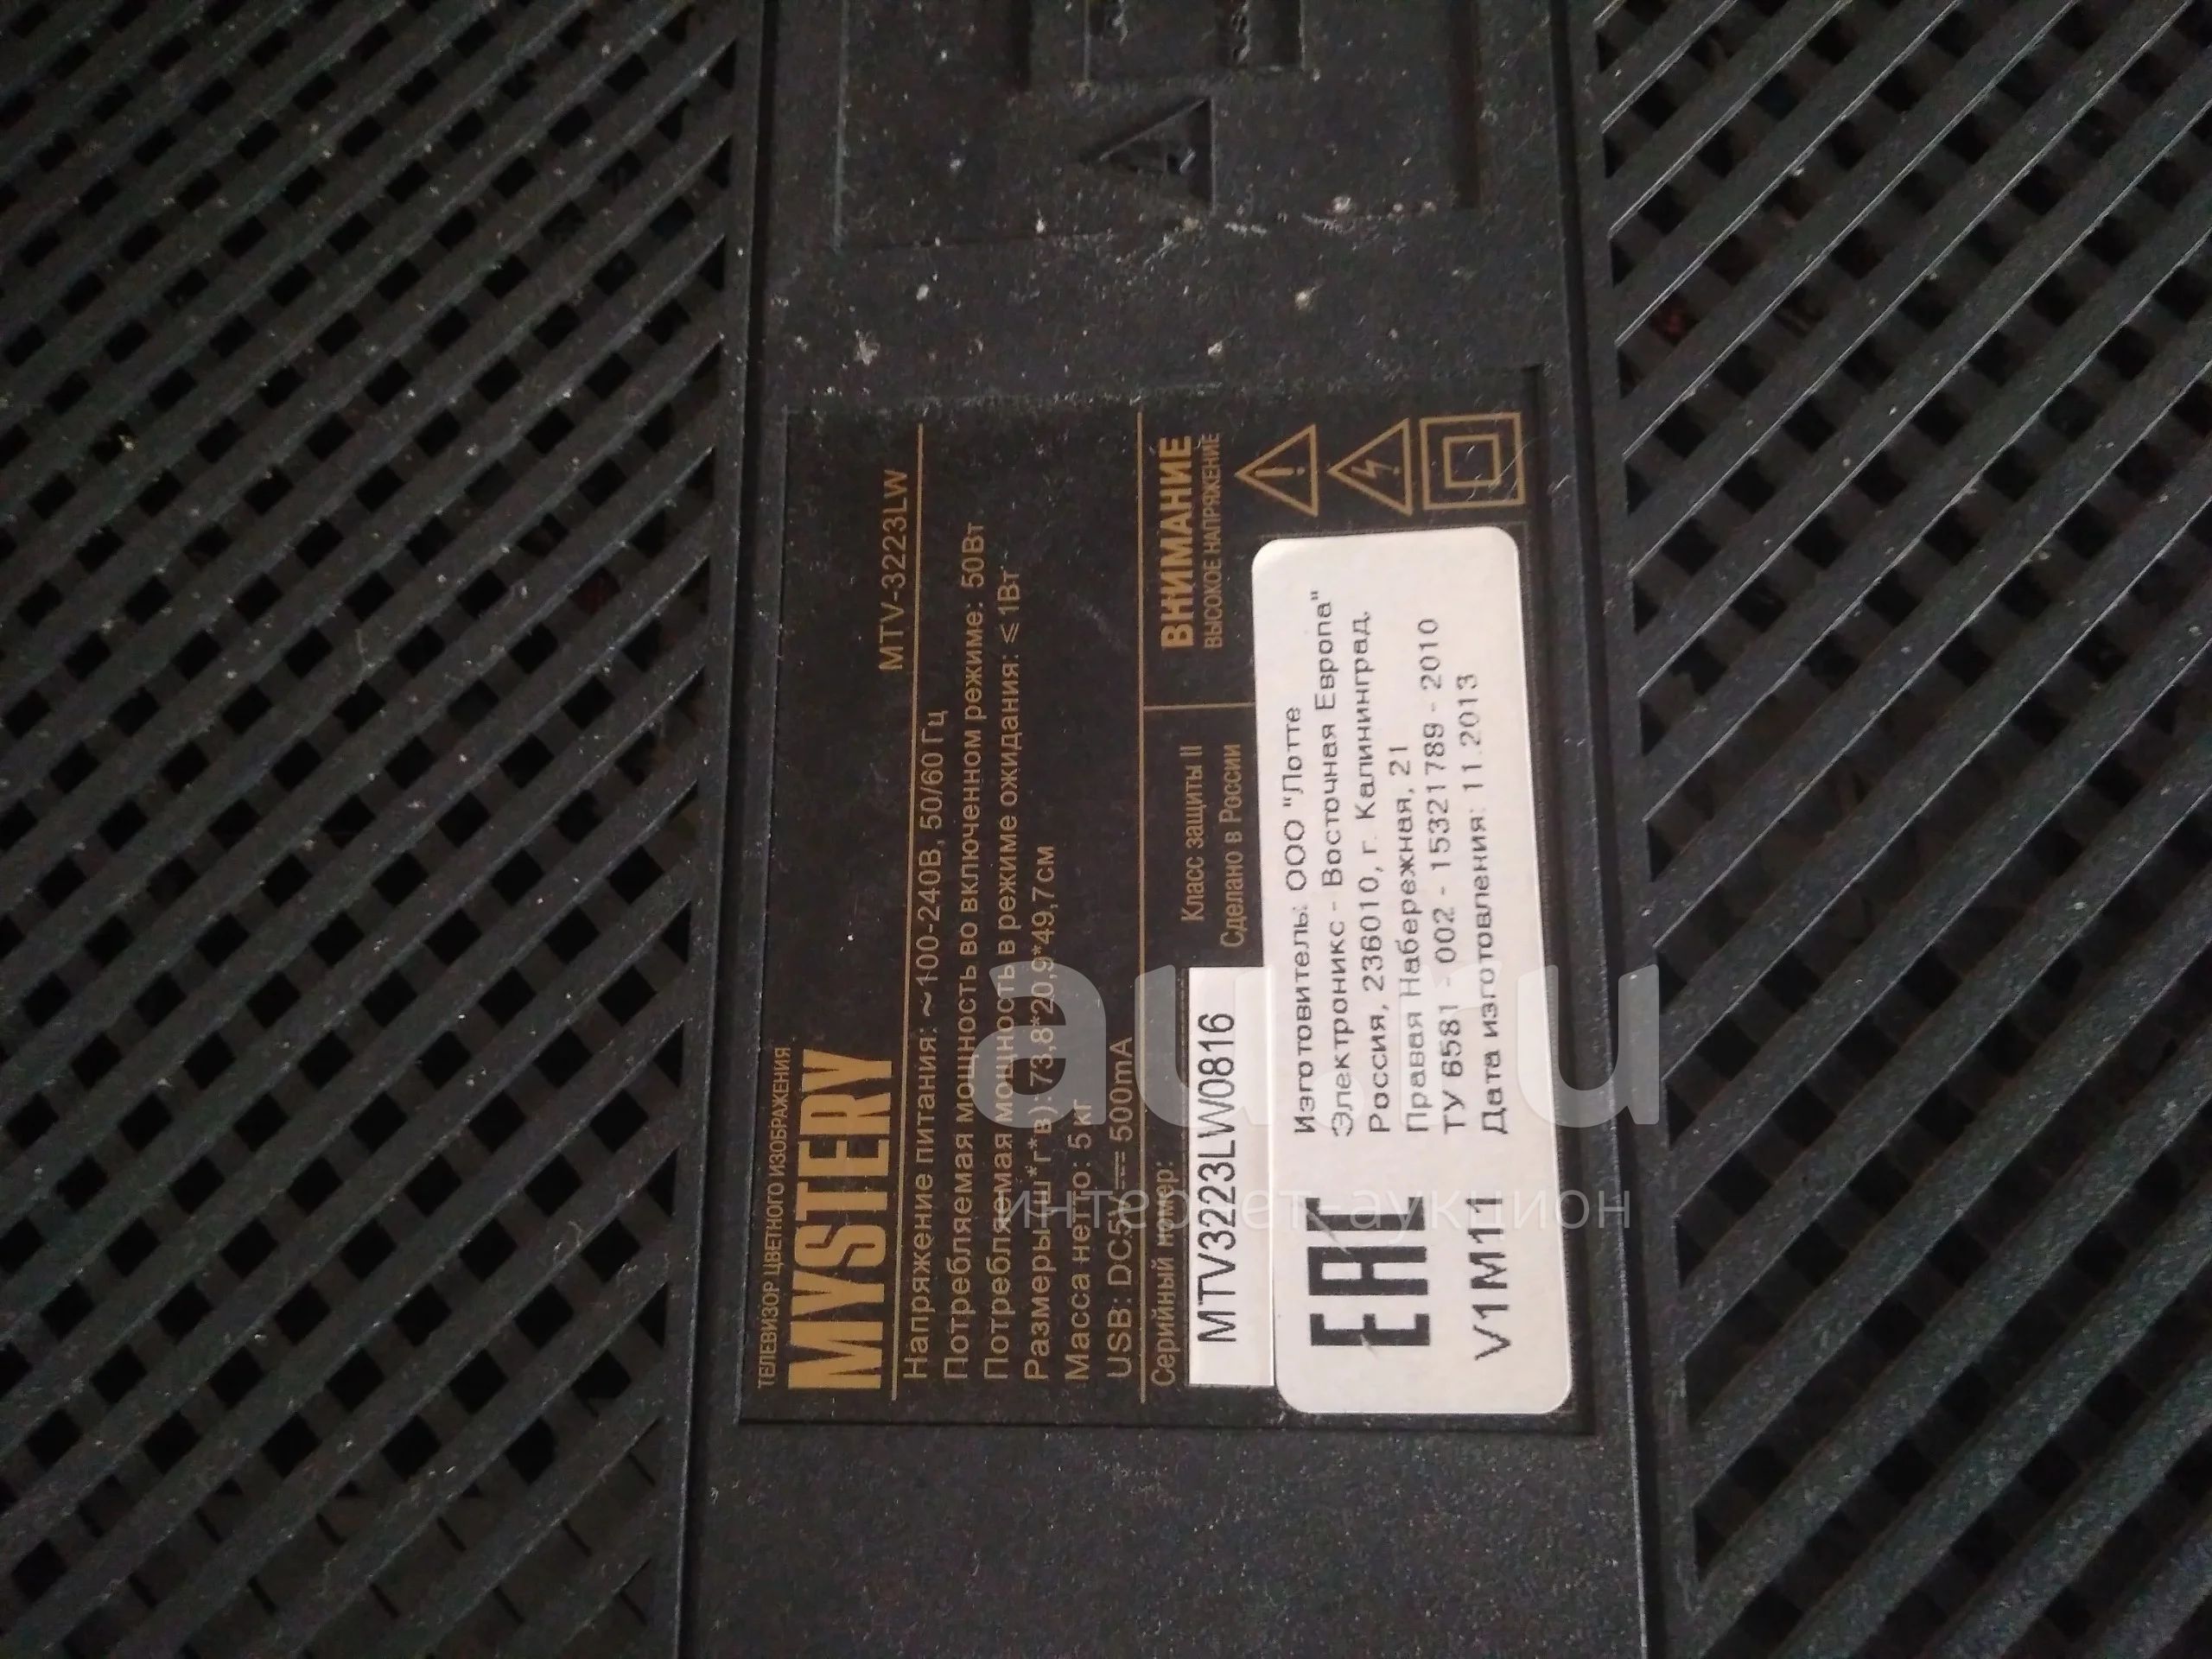 ТЕЛЕВИЗОР ЦВЕТНОГО ИЗОБРАЖЕНИЯ
MYSTERY
MTV-3223LW
Напряжение питания: ~100-240В, 50/60 Гц
Потребляемая мощность во включенном режиме: 50Вт
Потребляемая мощность в режиме ожидания: ≤ 1Вт
Размеры(ш*г*в):73,8*20,9*49,7см
Масса нетто: 5 кг
USB: DC5V ⎓ 500mA
Серийный номер:
MTV3223LW0816
Класс защиты II
Сделано в России
ВНИМАНИЕ
ВЫСОКОЕ НАПРЯЖЕНИЕ
EAC
V1M11
Изготовитель: ООО "Лотте
Электроникс - Восточная Европа"
Россия, 236010, г. Калининград,
Правая Набережная, 21
ТУ 6581 - 002 - 15321789 - 2010
Дата изготовления: 11.2013
au.ru
интернет-аукцион